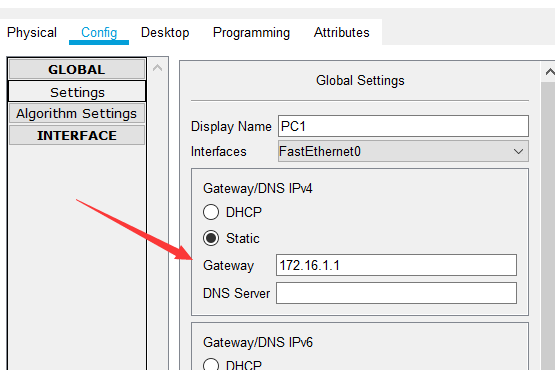 Physical Config Desktop Programming Attributes
GLOBAL
Settings
Algorithm Settings
INTERFACE
Global Settings
Display Name PC1
Interfaces FastEthernet0
Gateway/DNS IPv4
DHCP
Static
Gateway 172.16.1.1
DNS Server
Gateway/DNS IPv6
DHCP